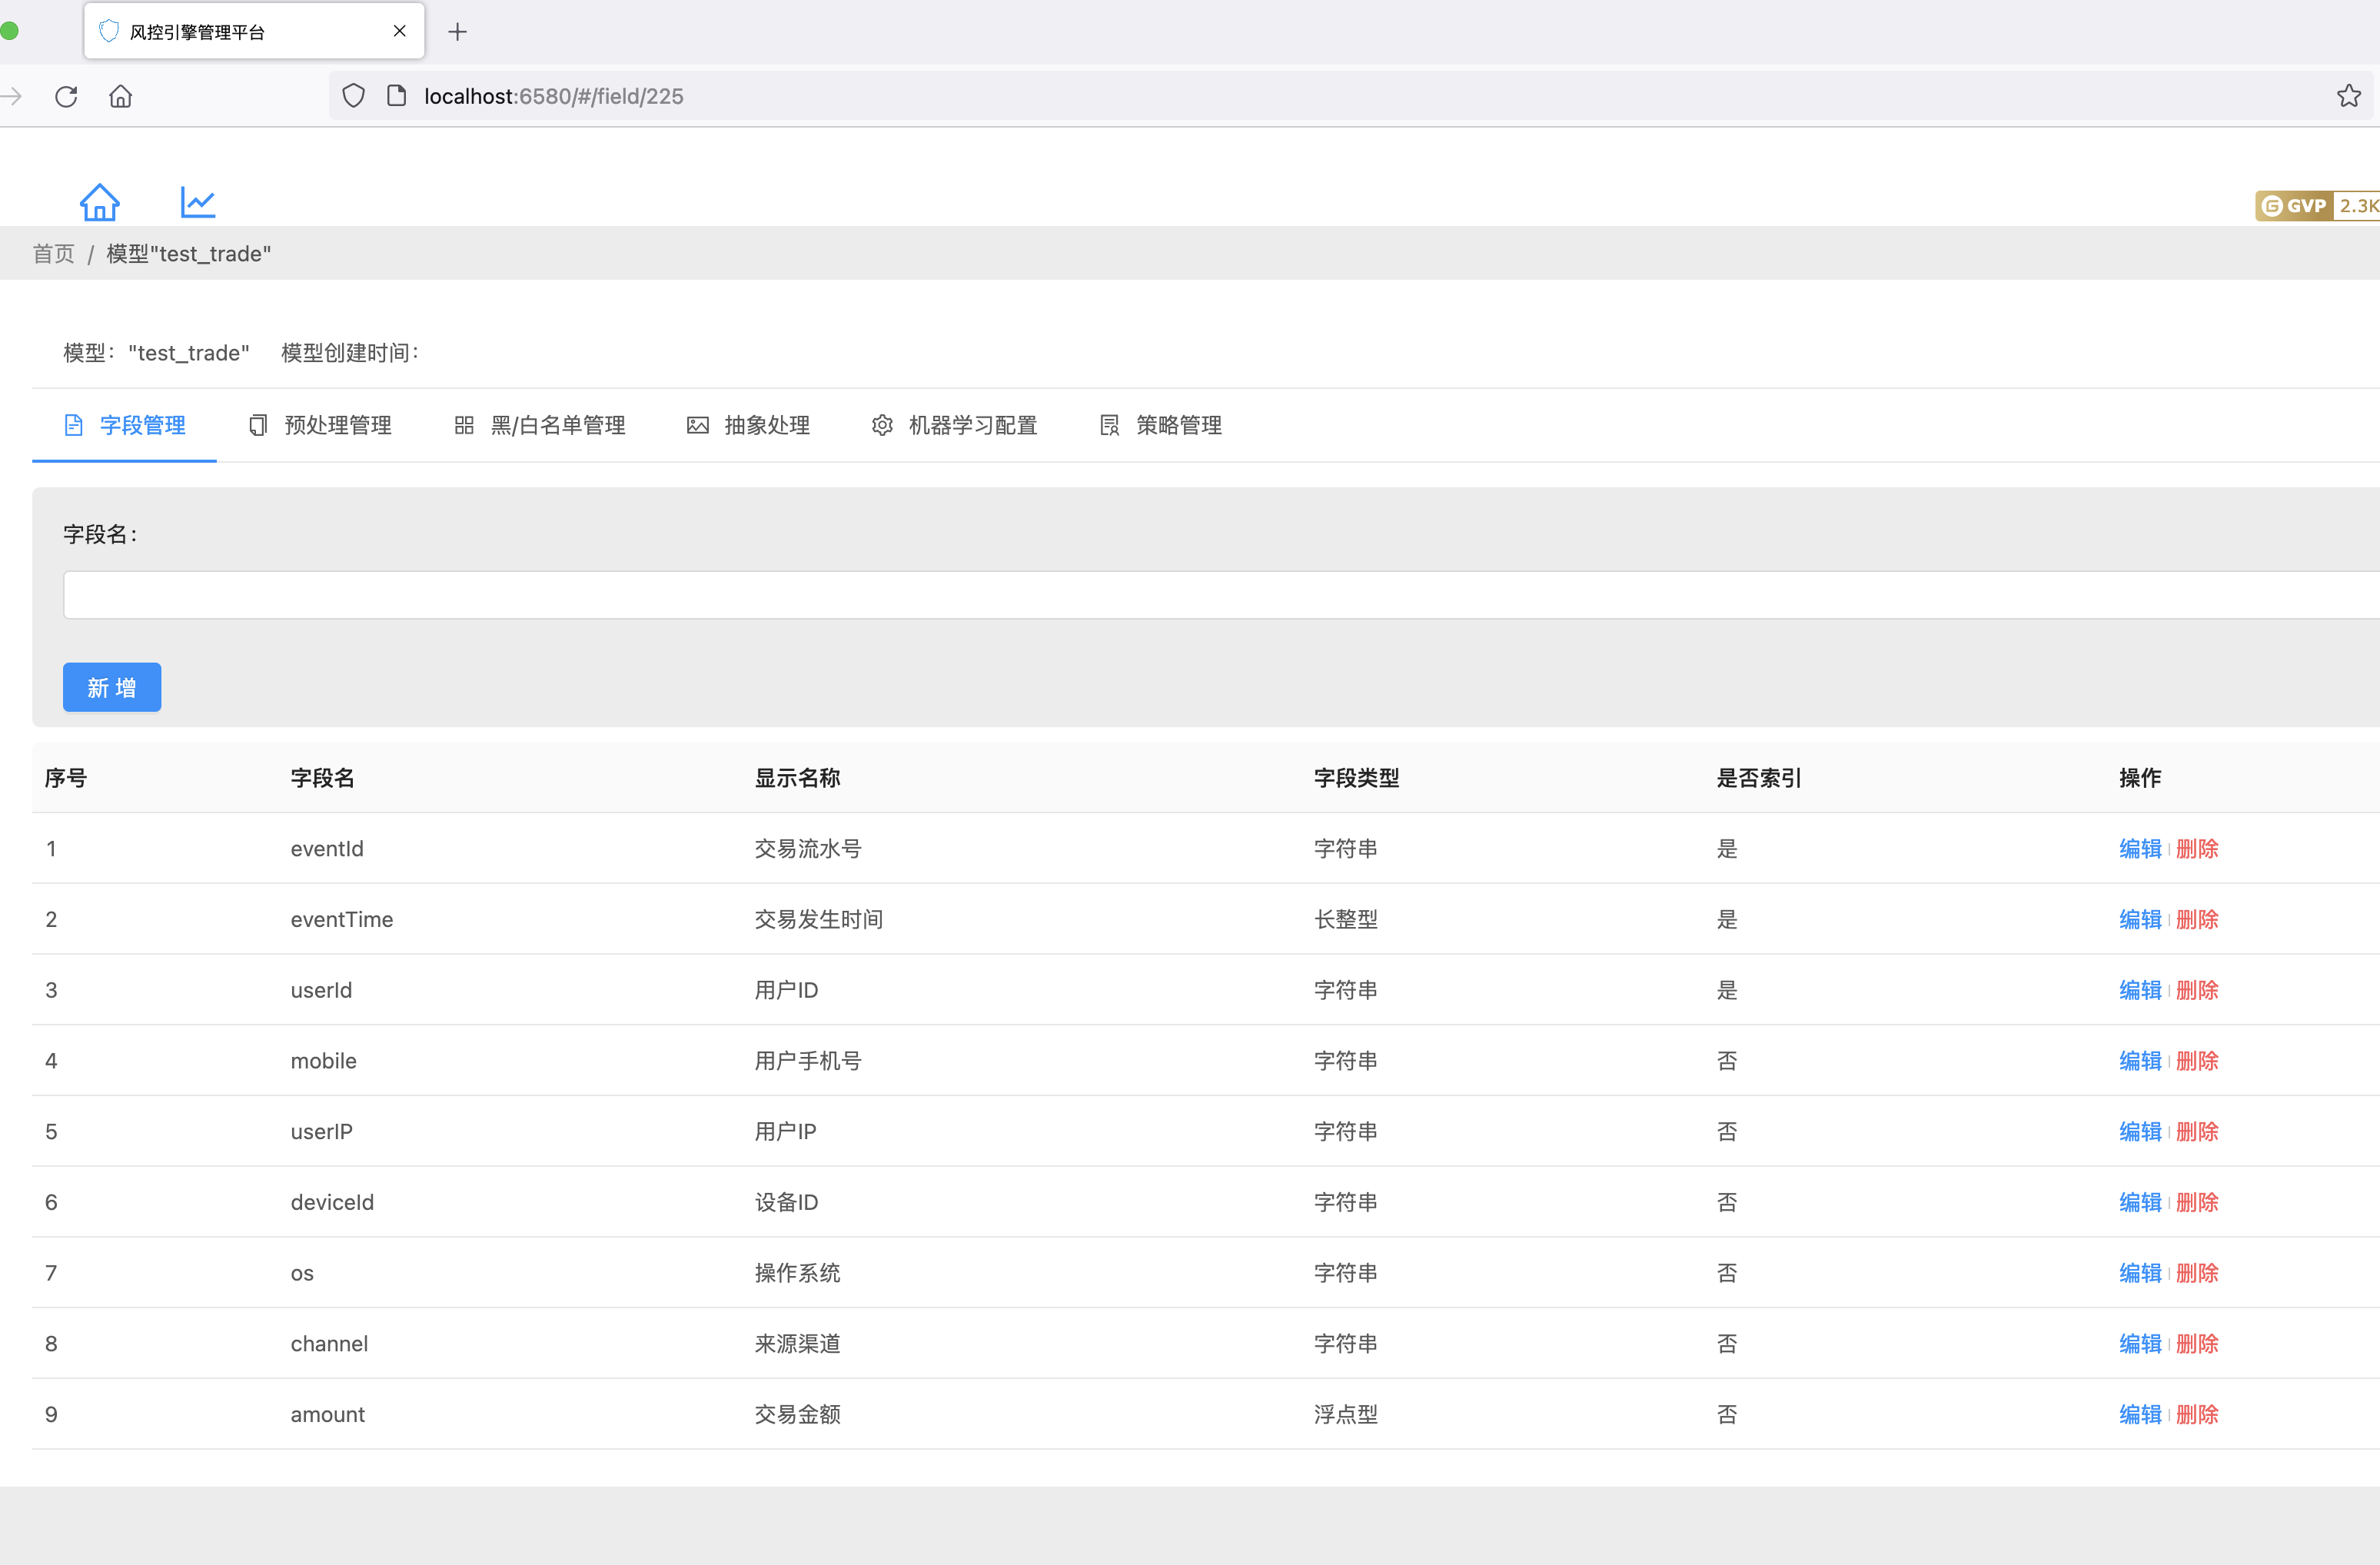 风控引擎管理平台
localhost:6580/#/field/225
GVP 2.3K
首页 / 模型"test_trade"
模型："test_trade" 模型创建时间：
字段管理 预处理管理 黑/白名单管理 抽象处理 机器学习配置 策略管理
字段名：
新 增
序号 字段名 显示名称 字段类型 是否索引 操作
1 eventId 交易流水号 字符串 是 编辑 删除
2 eventTime 交易发生时间 长整型 是 编辑 删除
3 userId 用户ID 字符串 是 编辑 删除
4 mobile 用户手机号 字符串 否 编辑 删除
5 userIP 用户IP 字符串 否 编辑 删除
6 deviceId 设备ID 字符串 否 编辑 删除
7 os 操作系统 字符串 否 编辑 删除
8 channel 来源渠道 字符串 否 编辑 删除
9 amount 交易金额 浮点型 否 编辑 删除